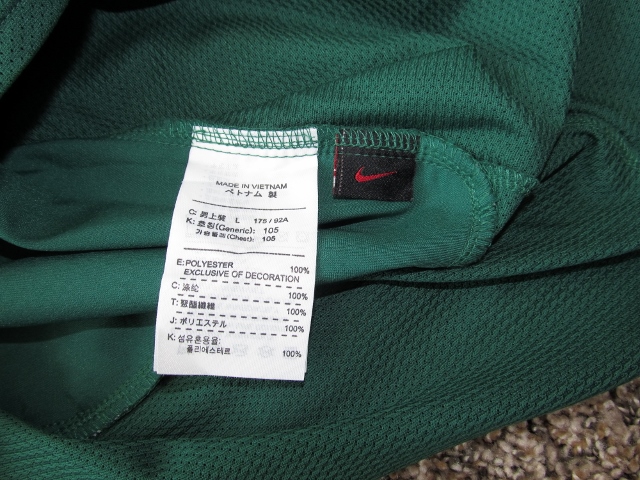 MADE IN VIETNAM
ベトナム 製
C: 男上装 L 175/92A
K: 호칭(Generic): 105
가슴둘레(Chest): 105
E: POLYESTER 100%
EXCLUSIVE OF DECORATION
C: 涤纶 100%
T: 聚酯纖維 100%
J: ポリエステル 100%
K: 섬유혼용율:
폴리에스터르 100%